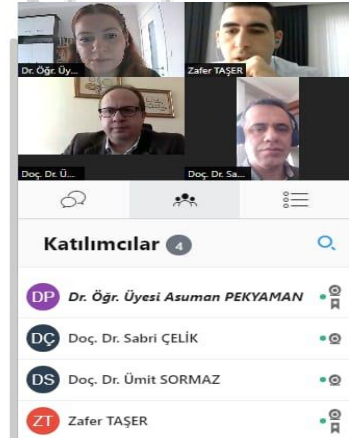 Dr. Öğr. Üy...
Zafer TAŞER
Doç. Dr. Ü...
Doç. Dr. Sa...
Katılımcılar 4
DP Dr. Öğr. Üyesi Asuman PEKYAMAN
DÇ Doç. Dr. Sabri ÇELİK
DS Doç. Dr. Ümit SORMAZ
ZT Zafer TAŞER